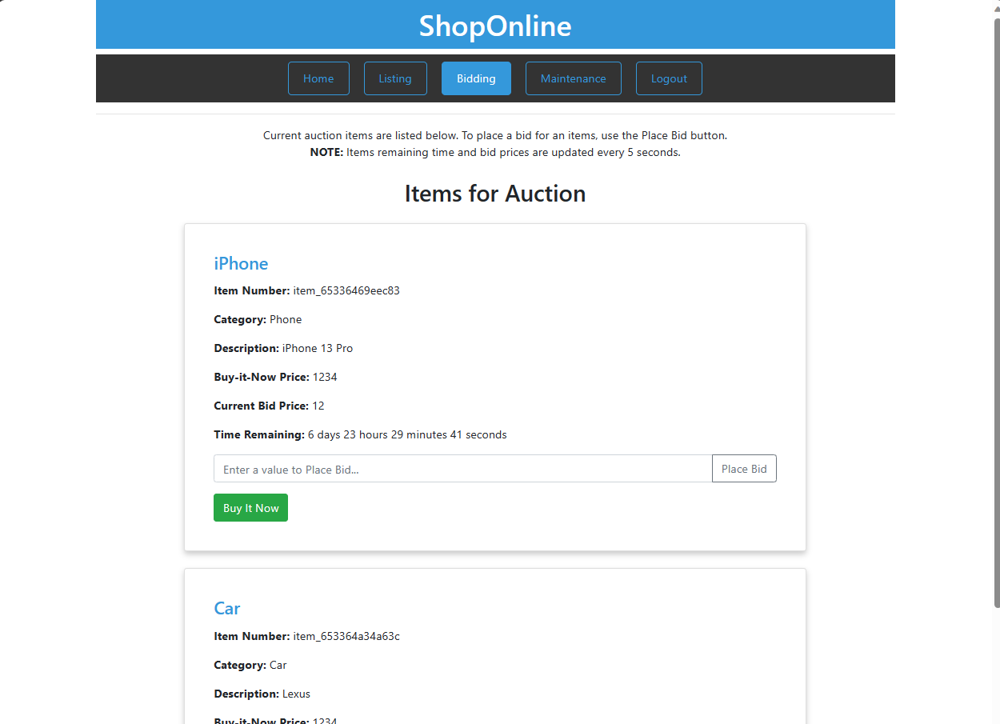 ShopOnline
Home Listing Bidding Maintenance Logout
Current auction items are listed below. To place a bid for an items, use the Place Bid button.
NOTE: Items remaining time and bid prices are updated every 5 seconds.
Items for Auction
iPhone
Item Number: item_65336469eec83
Category: Phone
Description: iPhone 13 Pro
Buy-it-Now Price: 1234
Current Bid Price: 12
Time Remaining: 6 days 23 hours 29 minutes 41 seconds
Enter a value to Place Bid... Place Bid
Buy It Now
Car
Item Number: item_653364a34a63c
Category: Car
Description: Lexus
Buy-it-Now Price: 1234